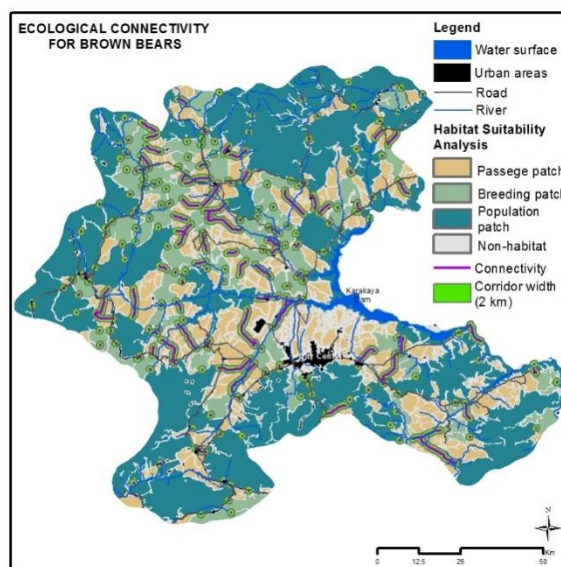 ECOLOGICAL CONNECTIVITY
FOR BROWN BEARS
Legend
Water surface
Urban areas
Road
River
Habitat Suitability
Analysis
Passege patch
Breeding patch
Population
patch
Non-habitat
Connectivity
Corridor width
(2 km)
Karakaya
Dam
N
Km
0 12.5 25 50